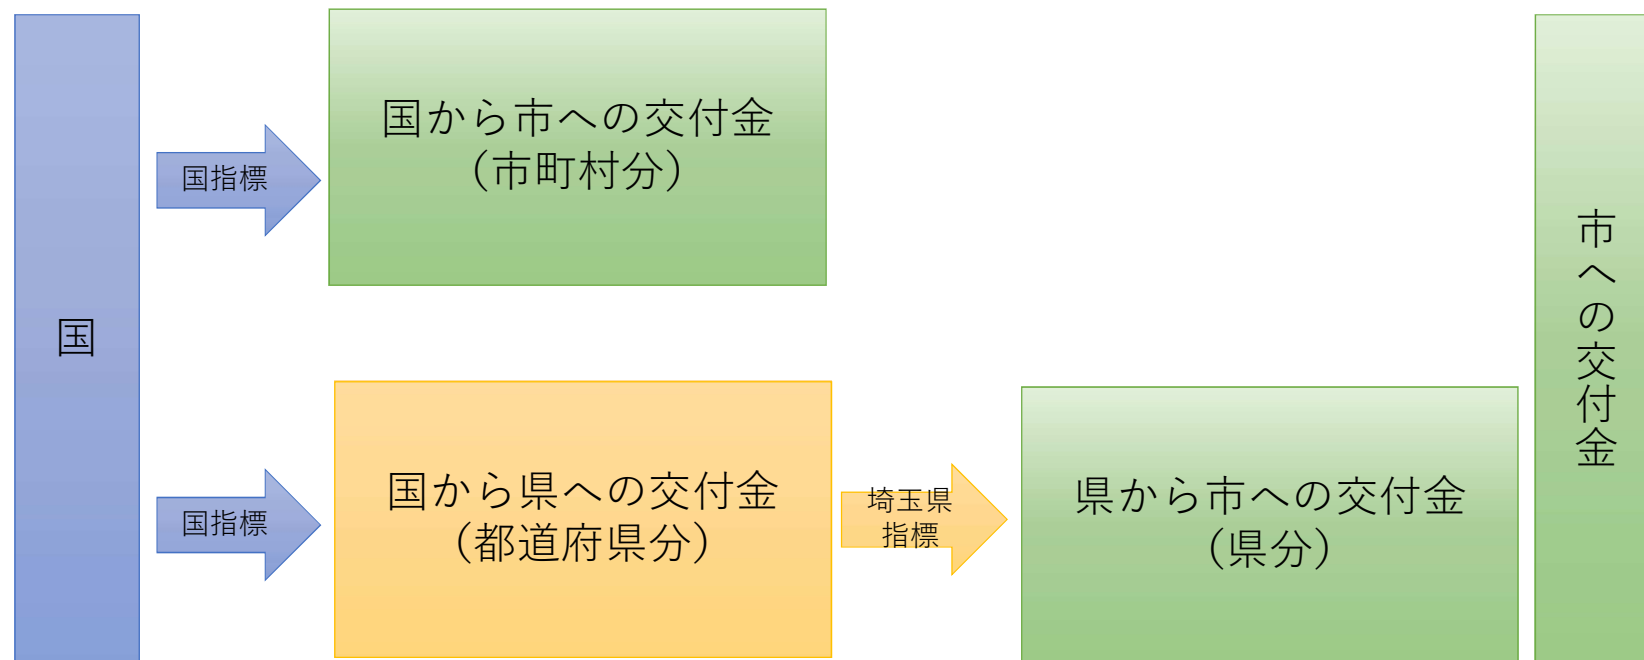 国
国指標
国から市への交付金
(市町村分)
国指標
国から県への交付金
(都道府県分)
埼玉県
指標
県から市への交付金
(県分)
市への交付金